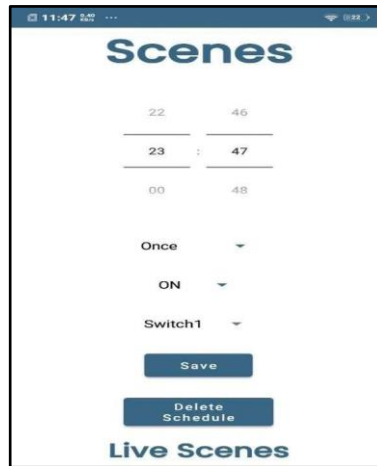 11:47 ...
Scenes
22 46
23 : 47
00 48
Once
ON
Switch1
Save
Delete
Schedule
Live Scenes